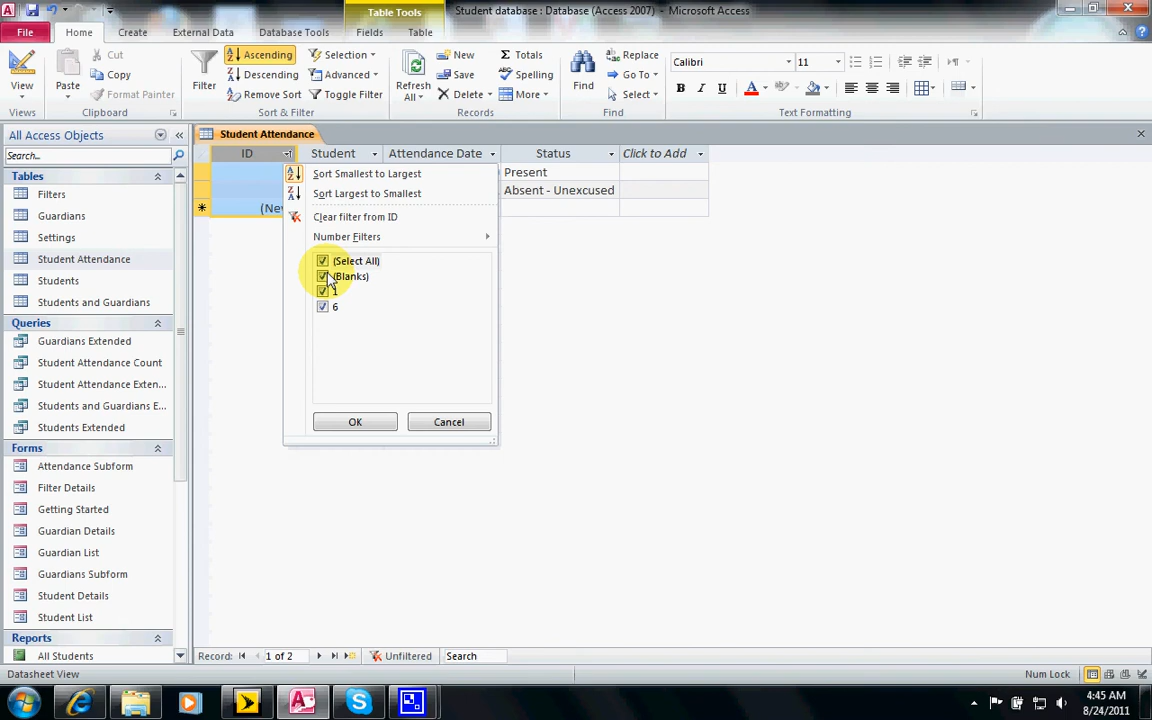 Table Tools
Student database : Database (Access 2007) - Microsoft Access
File Home Create External Data Database Tools Fields Table
View
Views
Paste
Cut
Copy
Format Painter
Clipboard
Filter
Ascending
Descending
Remove Sort
Selection
Advanced
Toggle Filter
Sort & Filter
Refresh All
New
Save
Delete
Totals
Spelling
More
Records
Find
Replace
Go To
Select
Find
Calibri 11
B I U A
Text Formatting
All Access Objects
Search...
Tables
Filters
Guardians
Settings
Student Attendance
Students
Students and Guardians
Queries
Guardians Extended
Student Attendance Count
Student Attendance Exten...
Students and Guardians E...
Students Extended
Forms
Attendance Subform
Filter Details
Getting Started
Guardian Details
Guardian List
Guardians Subform
Student Details
Student List
Reports
All Students
Student Attendance
ID Student Attendance Date Status Click to Add
Present
Absent - Unexcused
(Nev
Sort Smallest to Largest
Sort Largest to Smallest
Clear filter from ID
Number Filters
(Select All)
(Blanks)
1
6
OK Cancel
Record: 1 of 2 Unfiltered Search
Datasheet View Num Lock
4:45 AM
8/24/2011